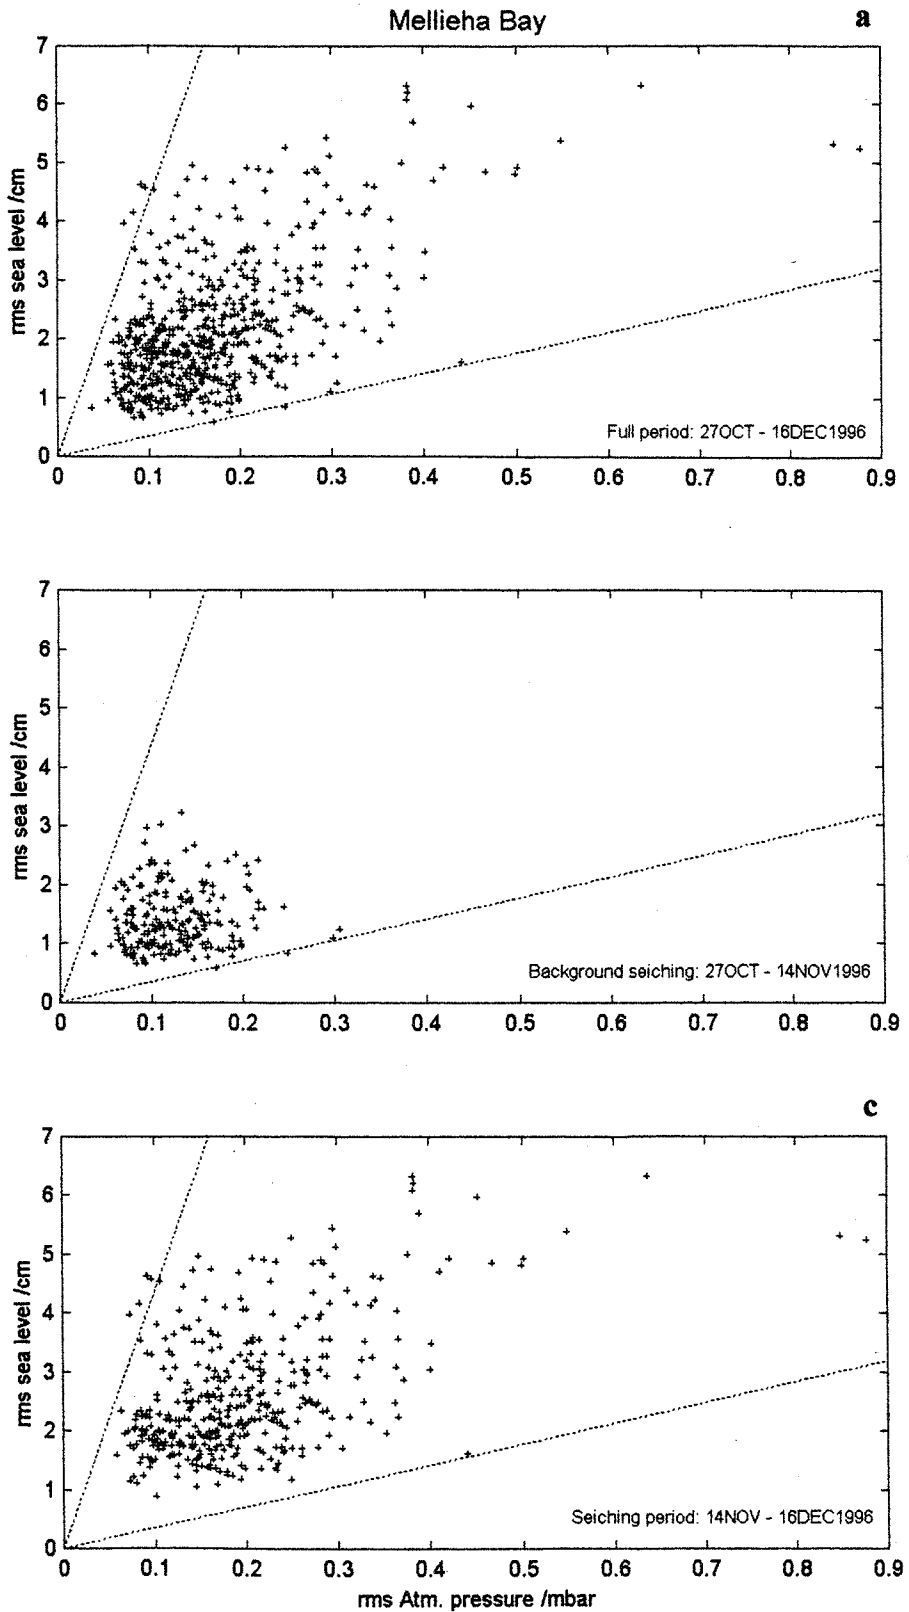 Mellieha Bay
a
7
6
5
4
3
2
1
0
rms sea level /cm
Full period: 27OCT - 16DEC1996
0 0.1 0.2 0.3 0.4 0.5 0.6 0.7 0.8 0.9
7
6
5
4
3
2
1
0
rms sea level /cm
Background seiching: 27OCT - 14NOV1996
0 0.1 0.2 0.3 0.4 0.5 0.6 0.7 0.8 0.9
c
7
6
5
4
3
2
1
0
rms sea level /cm
Seiching period: 14NOV - 16DEC1996
0 0.1 0.2 0.3 0.4 0.5 0.6 0.7 0.8 0.9
rms Atm. pressure /mbar